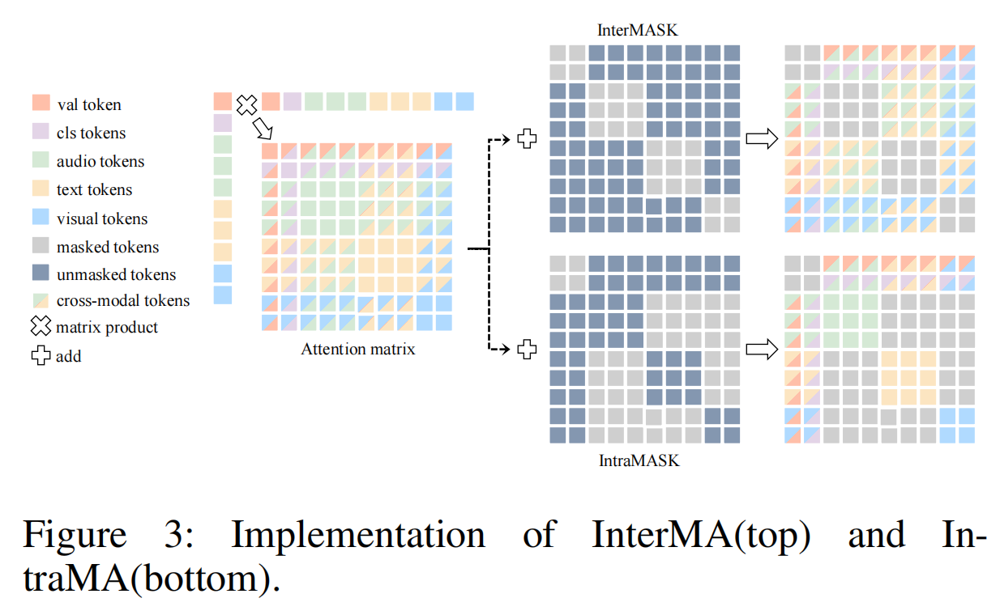 InterMASK
val token
cls tokens
audio tokens
text tokens
visual tokens
masked tokens
unmasked tokens
cross-modal tokens
matrix product
add
Attention matrix
IntraMASK
Figure 3: Implementation of InterMA(top) and In-
traMA(bottom).